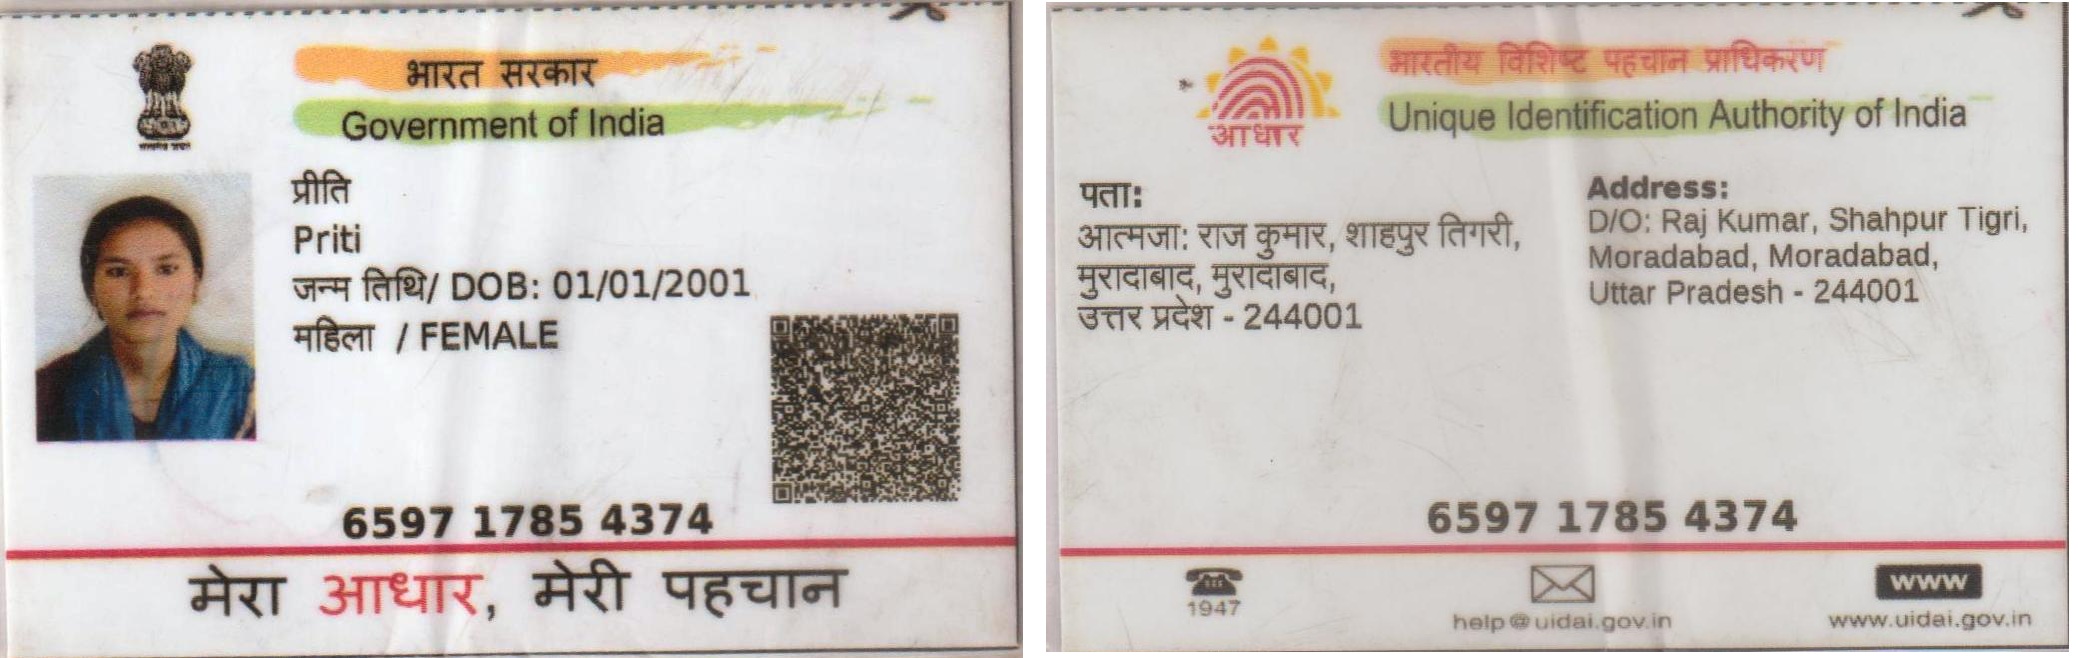 भारत सरकार
Government of India
प्रीति
Priti
जन्म तिथि/ DOB: 01/01/2001
महिला / FEMALE
6597 1785 4374
मेरा आधार, मेरी पहचान
भारतीय विशिष्ट पहचान प्राधिकरण
Unique Identification Authority of India
आधार
पता:
आत्मजा: राज कुमार, शाहपुर तिगरी,
मुरादाबाद, मुरादाबाद,
उत्तर प्रदेश - 244001
Address:
D/O: Raj Kumar, Shahpur Tigri,
Moradabad, Moradabad,
Uttar Pradesh - 244001
6597 1785 4374
1947
help@uidai.gov.in
www
www.uidai.gov.in